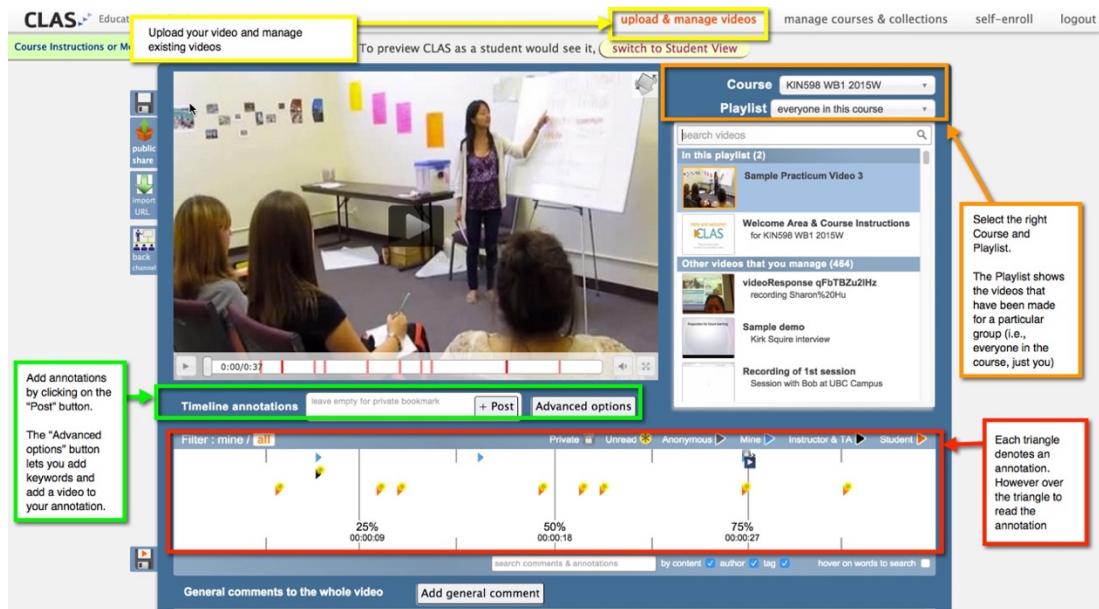 CLAS
upload & manage videos
manage courses & collections
self-enroll
logout
Upload your video and manage
existing videos
Course Instructions or
To preview CLAS as a student would see it,
switch to Student View
Course
KIN598 WB1 2015W
Playlist
everyone in this course
search videos
In this playlist (2)
Sample Practicum Video 3
Welcome Area & Course Instructions
for KIN598 WB1 2015W
Other videos that you manage (464)
videoResponse qFbTBZu2lHz
recording Sharon%20Hu
Sample demo
Kirk Squire interview
Recording of 1st session
Session with Bob at UBC Campus
public
share
import
URL
back
channel
CLAS
0:00/0:37
Select the right
Course and
Playlist.
The Playlist shows
the videos that
have been made
for a particular
group (i.e.,
everyone in the
course, just you)
Add annotations
by clicking on the
"Post" button.
The "Advanced
options" button
lets you add
keywords and
add a video to
your annotation.
Timeline annotations
leave empty for private bookmark
+ Post
Advanced options
Filter : mine / all
Private
Unread
Anonymous
Mine
Instructor & TA
Student
25%
00:00:09
50%
00:00:18
75%
00:00:27
Each triangle
denotes an
annotation.
However over
the triangle to
read the
annotation
search comments & annotations
by content
author
tag
hover on words to search
General comments to the whole video
Add general comment